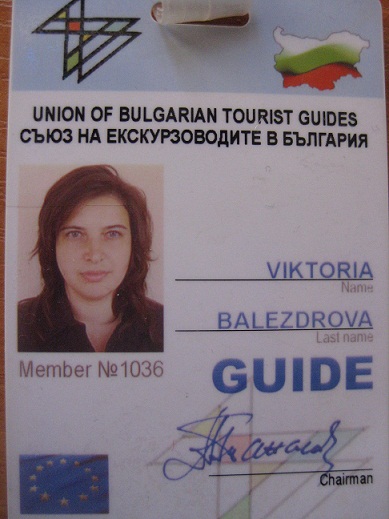 UNION OF BULGARIAN TOURIST GUIDES
СЪЮЗ НА ЕКСКУРЗОВОДИТЕ В БЪЛГАРИЯ
VIKTORIA
Name
BALEZDROVA
Last name
Member №1036
GUIDE
Chairman